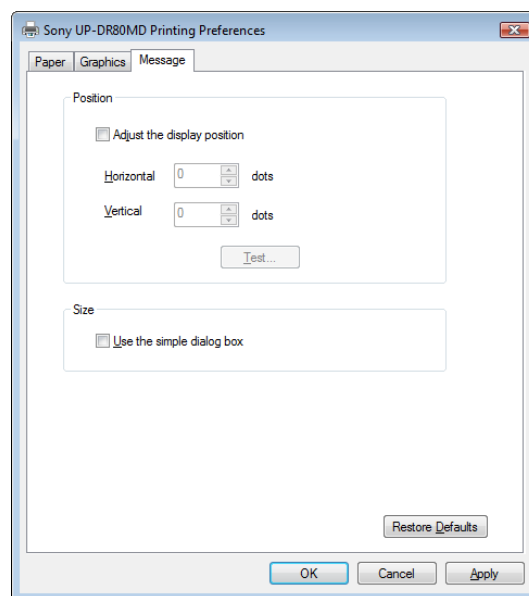 Sony UP-DR80MD Printing Preferences
Paper Graphics Message
Position
Adjust the display position
Horizontal 0 dots
Vertical 0 dots
Test...
Size
Use the simple dialog box
Restore Defaults
OK Cancel Apply